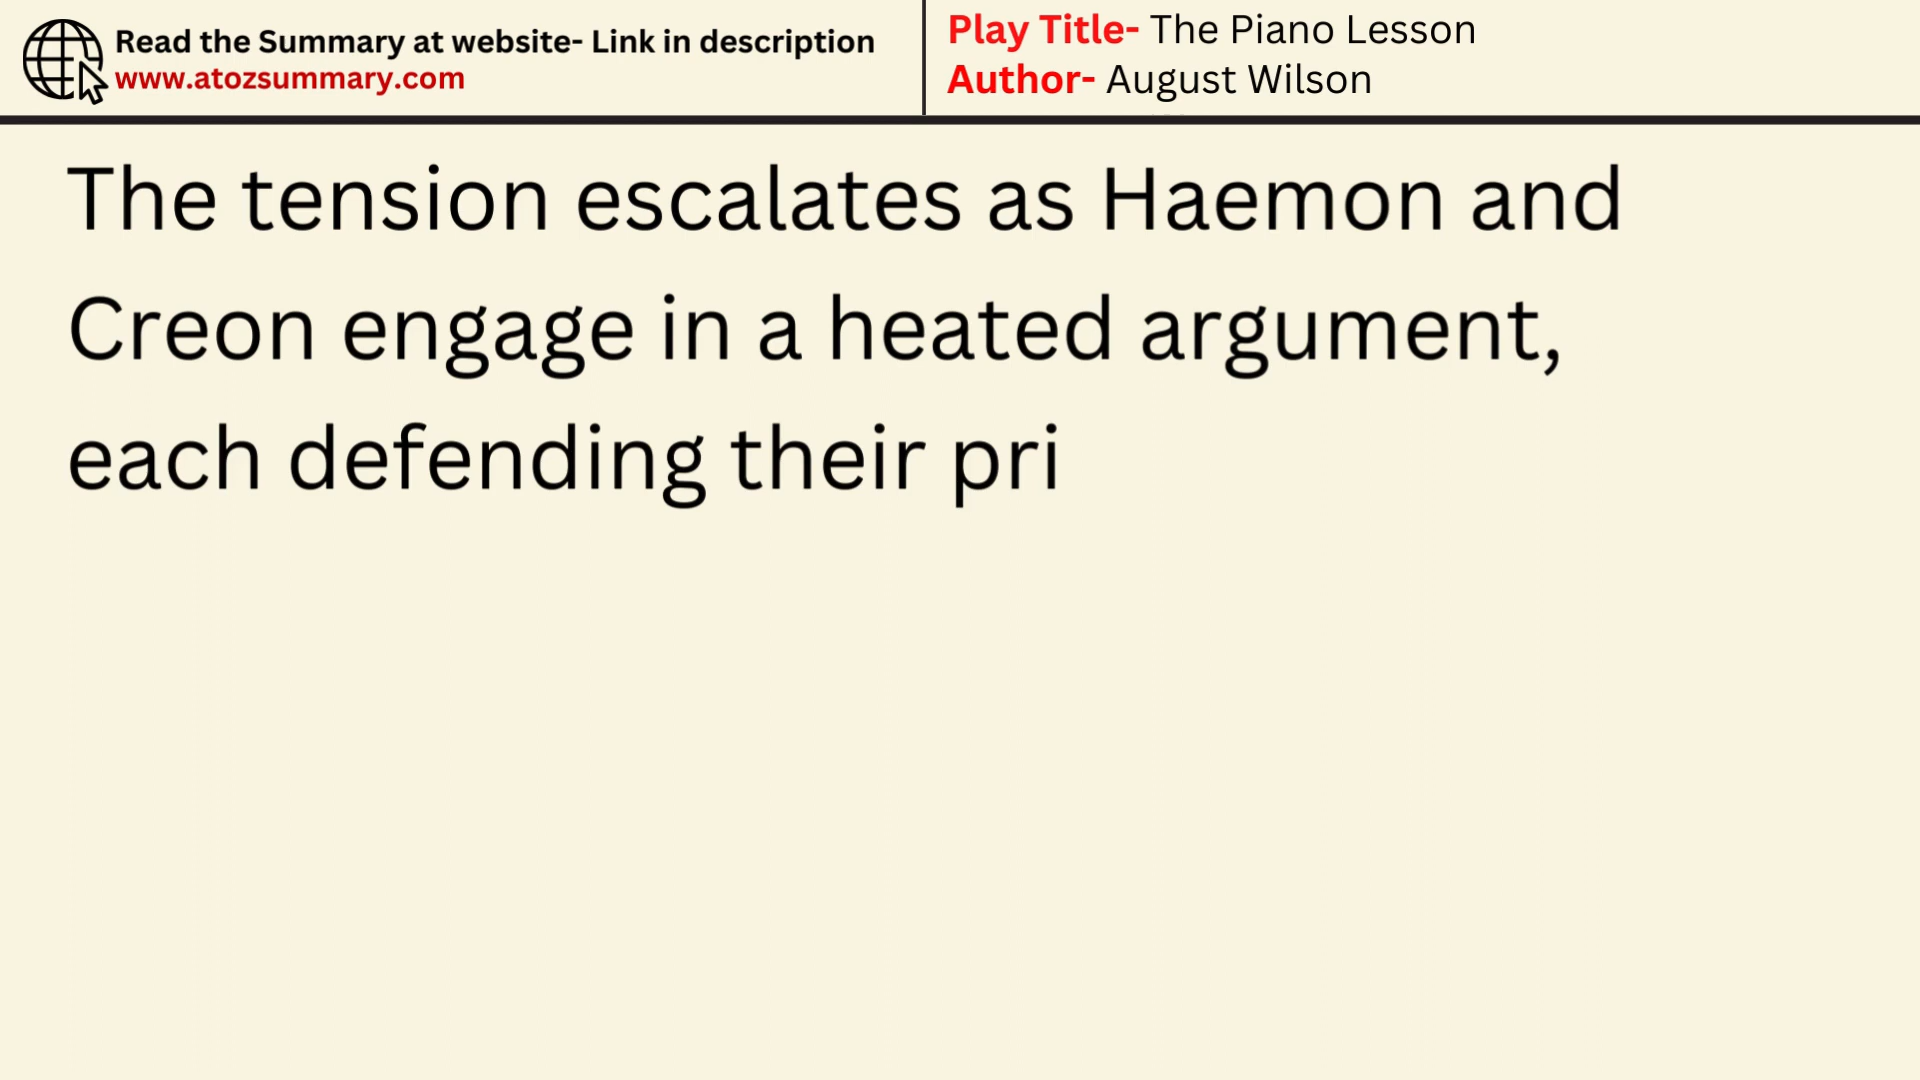 Read the Summary at website- Link in description
www.atozsummary.com
Play Title- The Piano Lesson
Author- August Wilson
The tension escalates as Haemon and
Creon engage in a heated argument,
each defending their pri